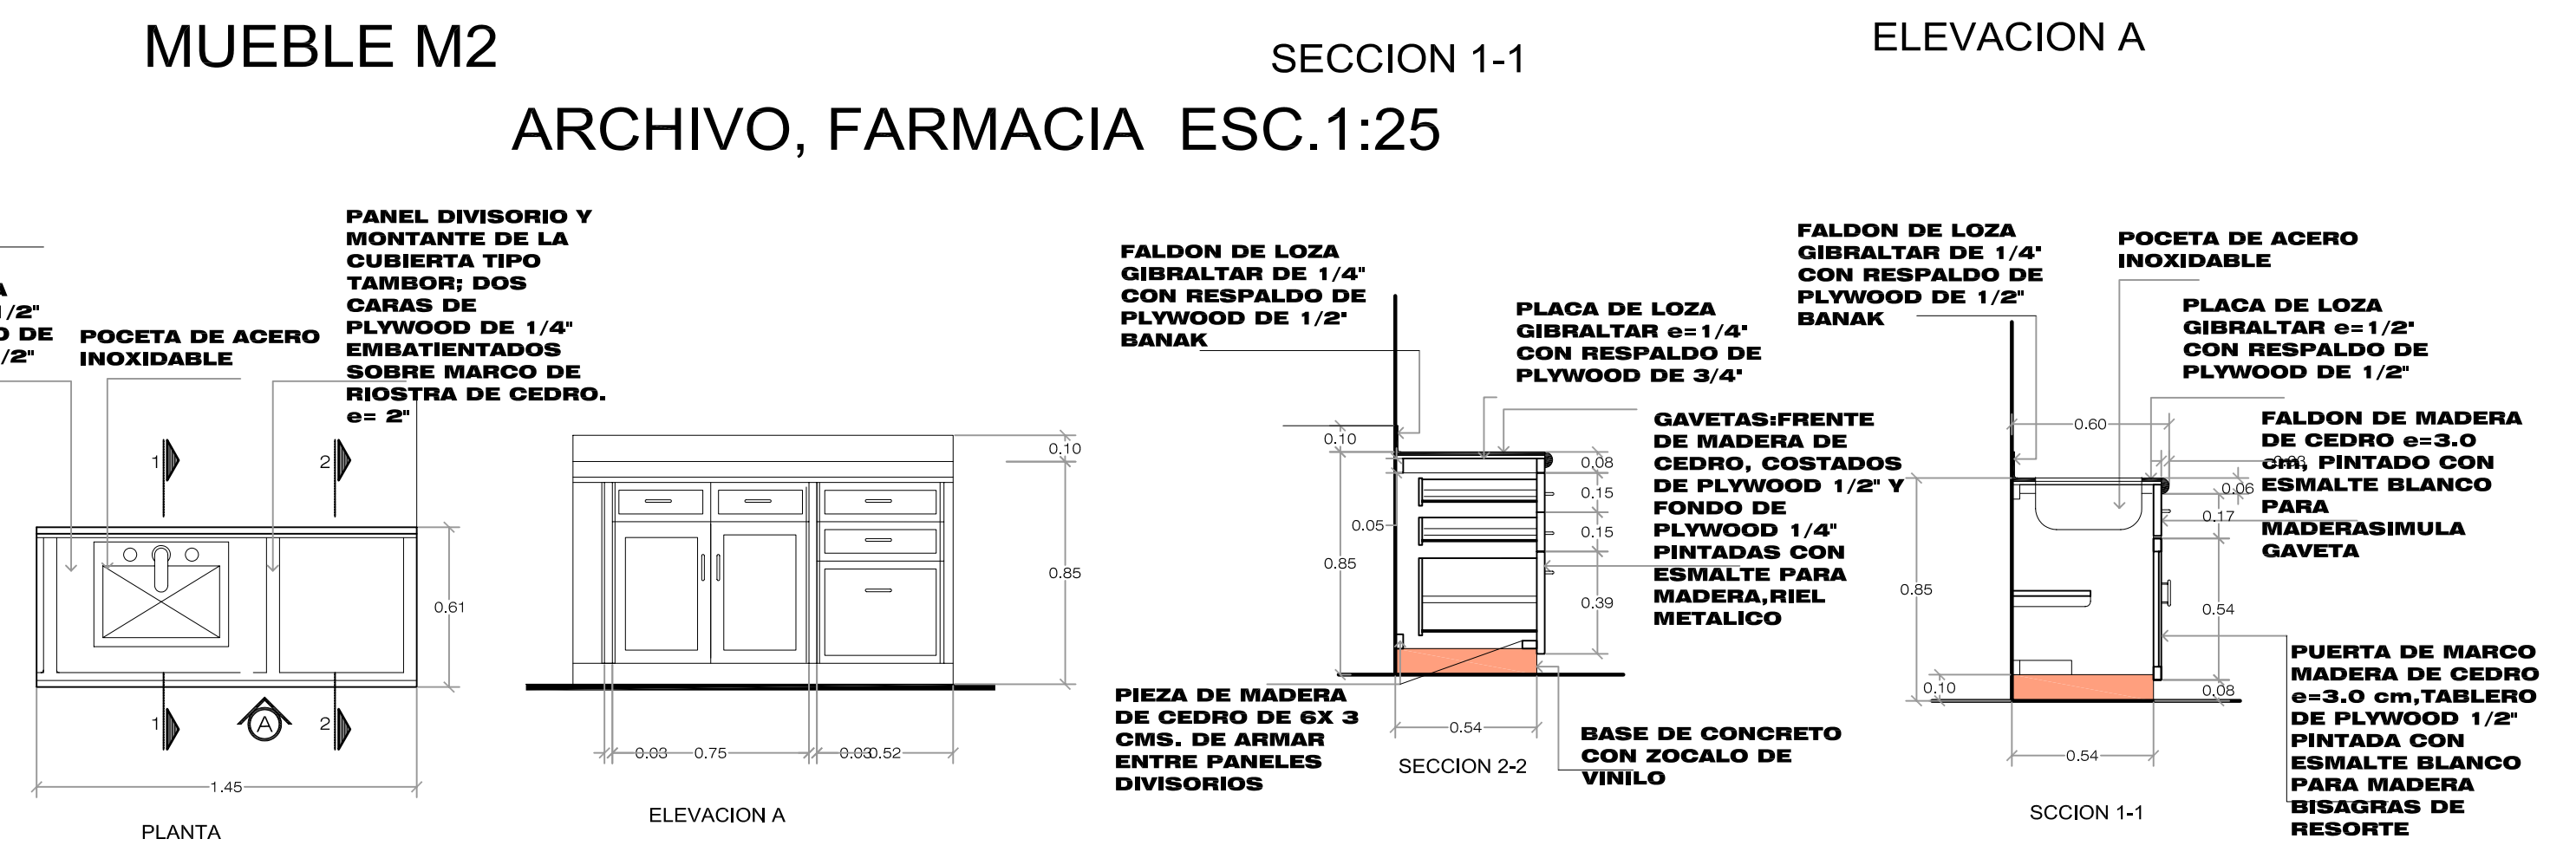 MUEBLE M2
SECCION 1-1
ELEVACION A
ARCHIVO, FARMACIA ESC.1:25
/2"
O DE
/2"
POCETA DE ACERO
INOXIDABLE
PANEL DIVISORIO Y
MONTANTE DE LA
CUBIERTA TIPO
TAMBOR; DOS
CARAS DE
PLYWOOD DE 1/4"
EMBATIENTADOS
SOBRE MARCO DE
RIOSTRA DE CEDRO.
e= 2"
1
2
0.61
1
A
2
1.45
PLANTA
0.10
0.85
0.03
0.75
0.03
0.52
ELEVACION A
FALDON DE LOZA
GIBRALTAR DE 1/4"
CON RESPALDO DE
PLYWOOD DE 1/2"
BANAK
PLACA DE LOZA
GIBRALTAR e=1/4"
CON RESPALDO DE
PLYWOOD DE 3/4"
GAVETAS:FRENTE
DE MADERA DE
CEDRO, COSTADOS
DE PLYWOOD 1/2" Y
FONDO DE
PLYWOOD 1/4"
PINTADAS CON
ESMALTE PARA
MADERA,RIEL
METALICO
0.10
0.05
0.85
0.08
0.15
0.15
0.39
0.54
PIEZA DE MADERA
DE CEDRO DE 6X 3
CMS. DE ARMAR
ENTRE PANELES
DIVISORIOS
BASE DE CONCRETO
CON ZOCALO DE
VINILO
SECCION 2-2
FALDON DE LOZA
GIBRALTAR DE 1/4"
CON RESPALDO DE
PLYWOOD DE 1/2"
BANAK
POCETA DE ACERO
INOXIDABLE
PLACA DE LOZA
GIBRALTAR e=1/2"
CON RESPALDO DE
PLYWOOD DE 1/2"
FALDON DE MADERA
DE CEDRO e=3.0
cm, PINTADO CON
ESMALTE BLANCO
PARA
MADERASIMULA
GAVETA
0.60
0.06
0.17
0.85
0.54
0.10
0.08
0.54
PUERTA DE MARCO
MADERA DE CEDRO
e=3.0 cm,TABLERO
DE PLYWOOD 1/2"
PINTADA CON
ESMALTE BLANCO
PARA MADERA
BISAGRAS DE
RESORTE
SCCION 1-1